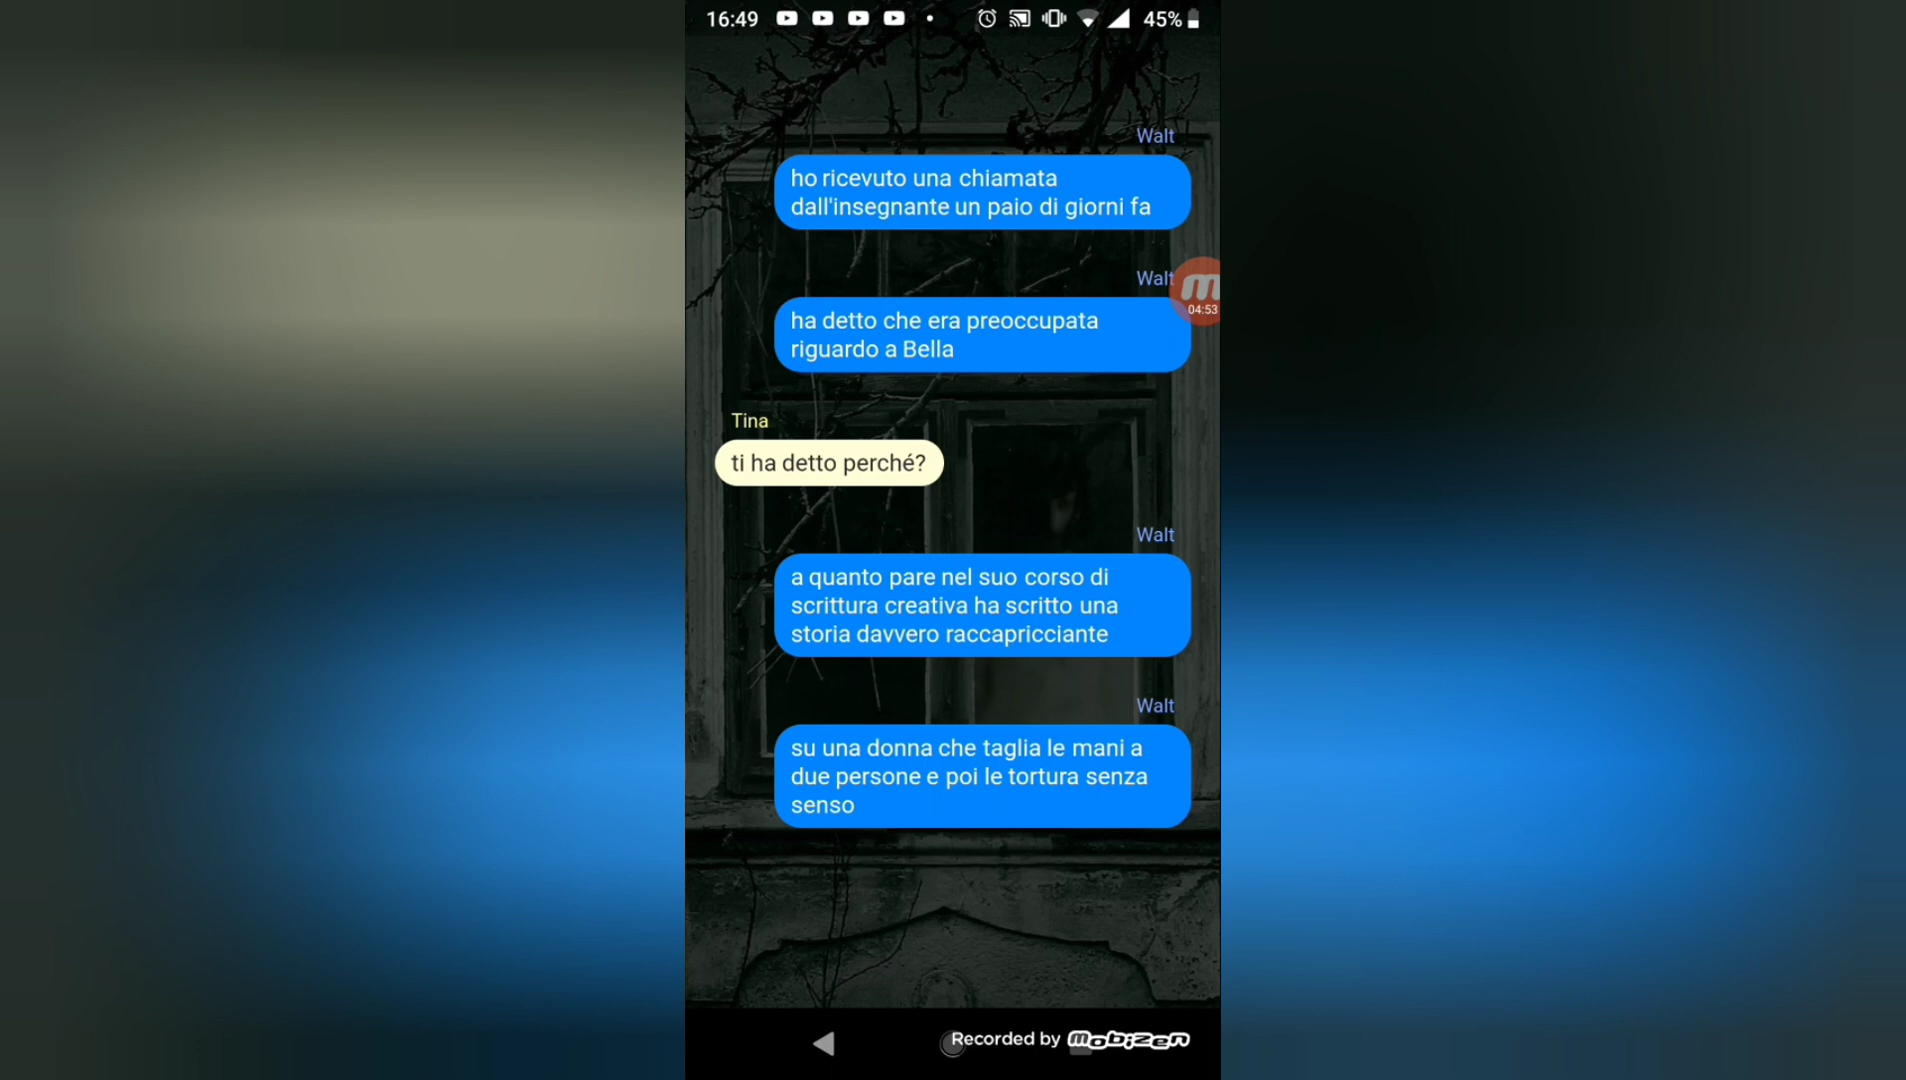 16:49
45%
Walt
ho ricevuto una chiamata
dall'insegnante un paio di giorni fa
Walt
04:53
ha detto che era preoccupata
riguardo a Bella
Tina
ti ha detto perché?
Walt
a quanto pare nel suo corso di
scrittura creativa ha scritto una
storia davvero raccapricciante
Walt
su una donna che taglia le mani a
due persone e poi le tortura senza
senso
Recorded by mobizen